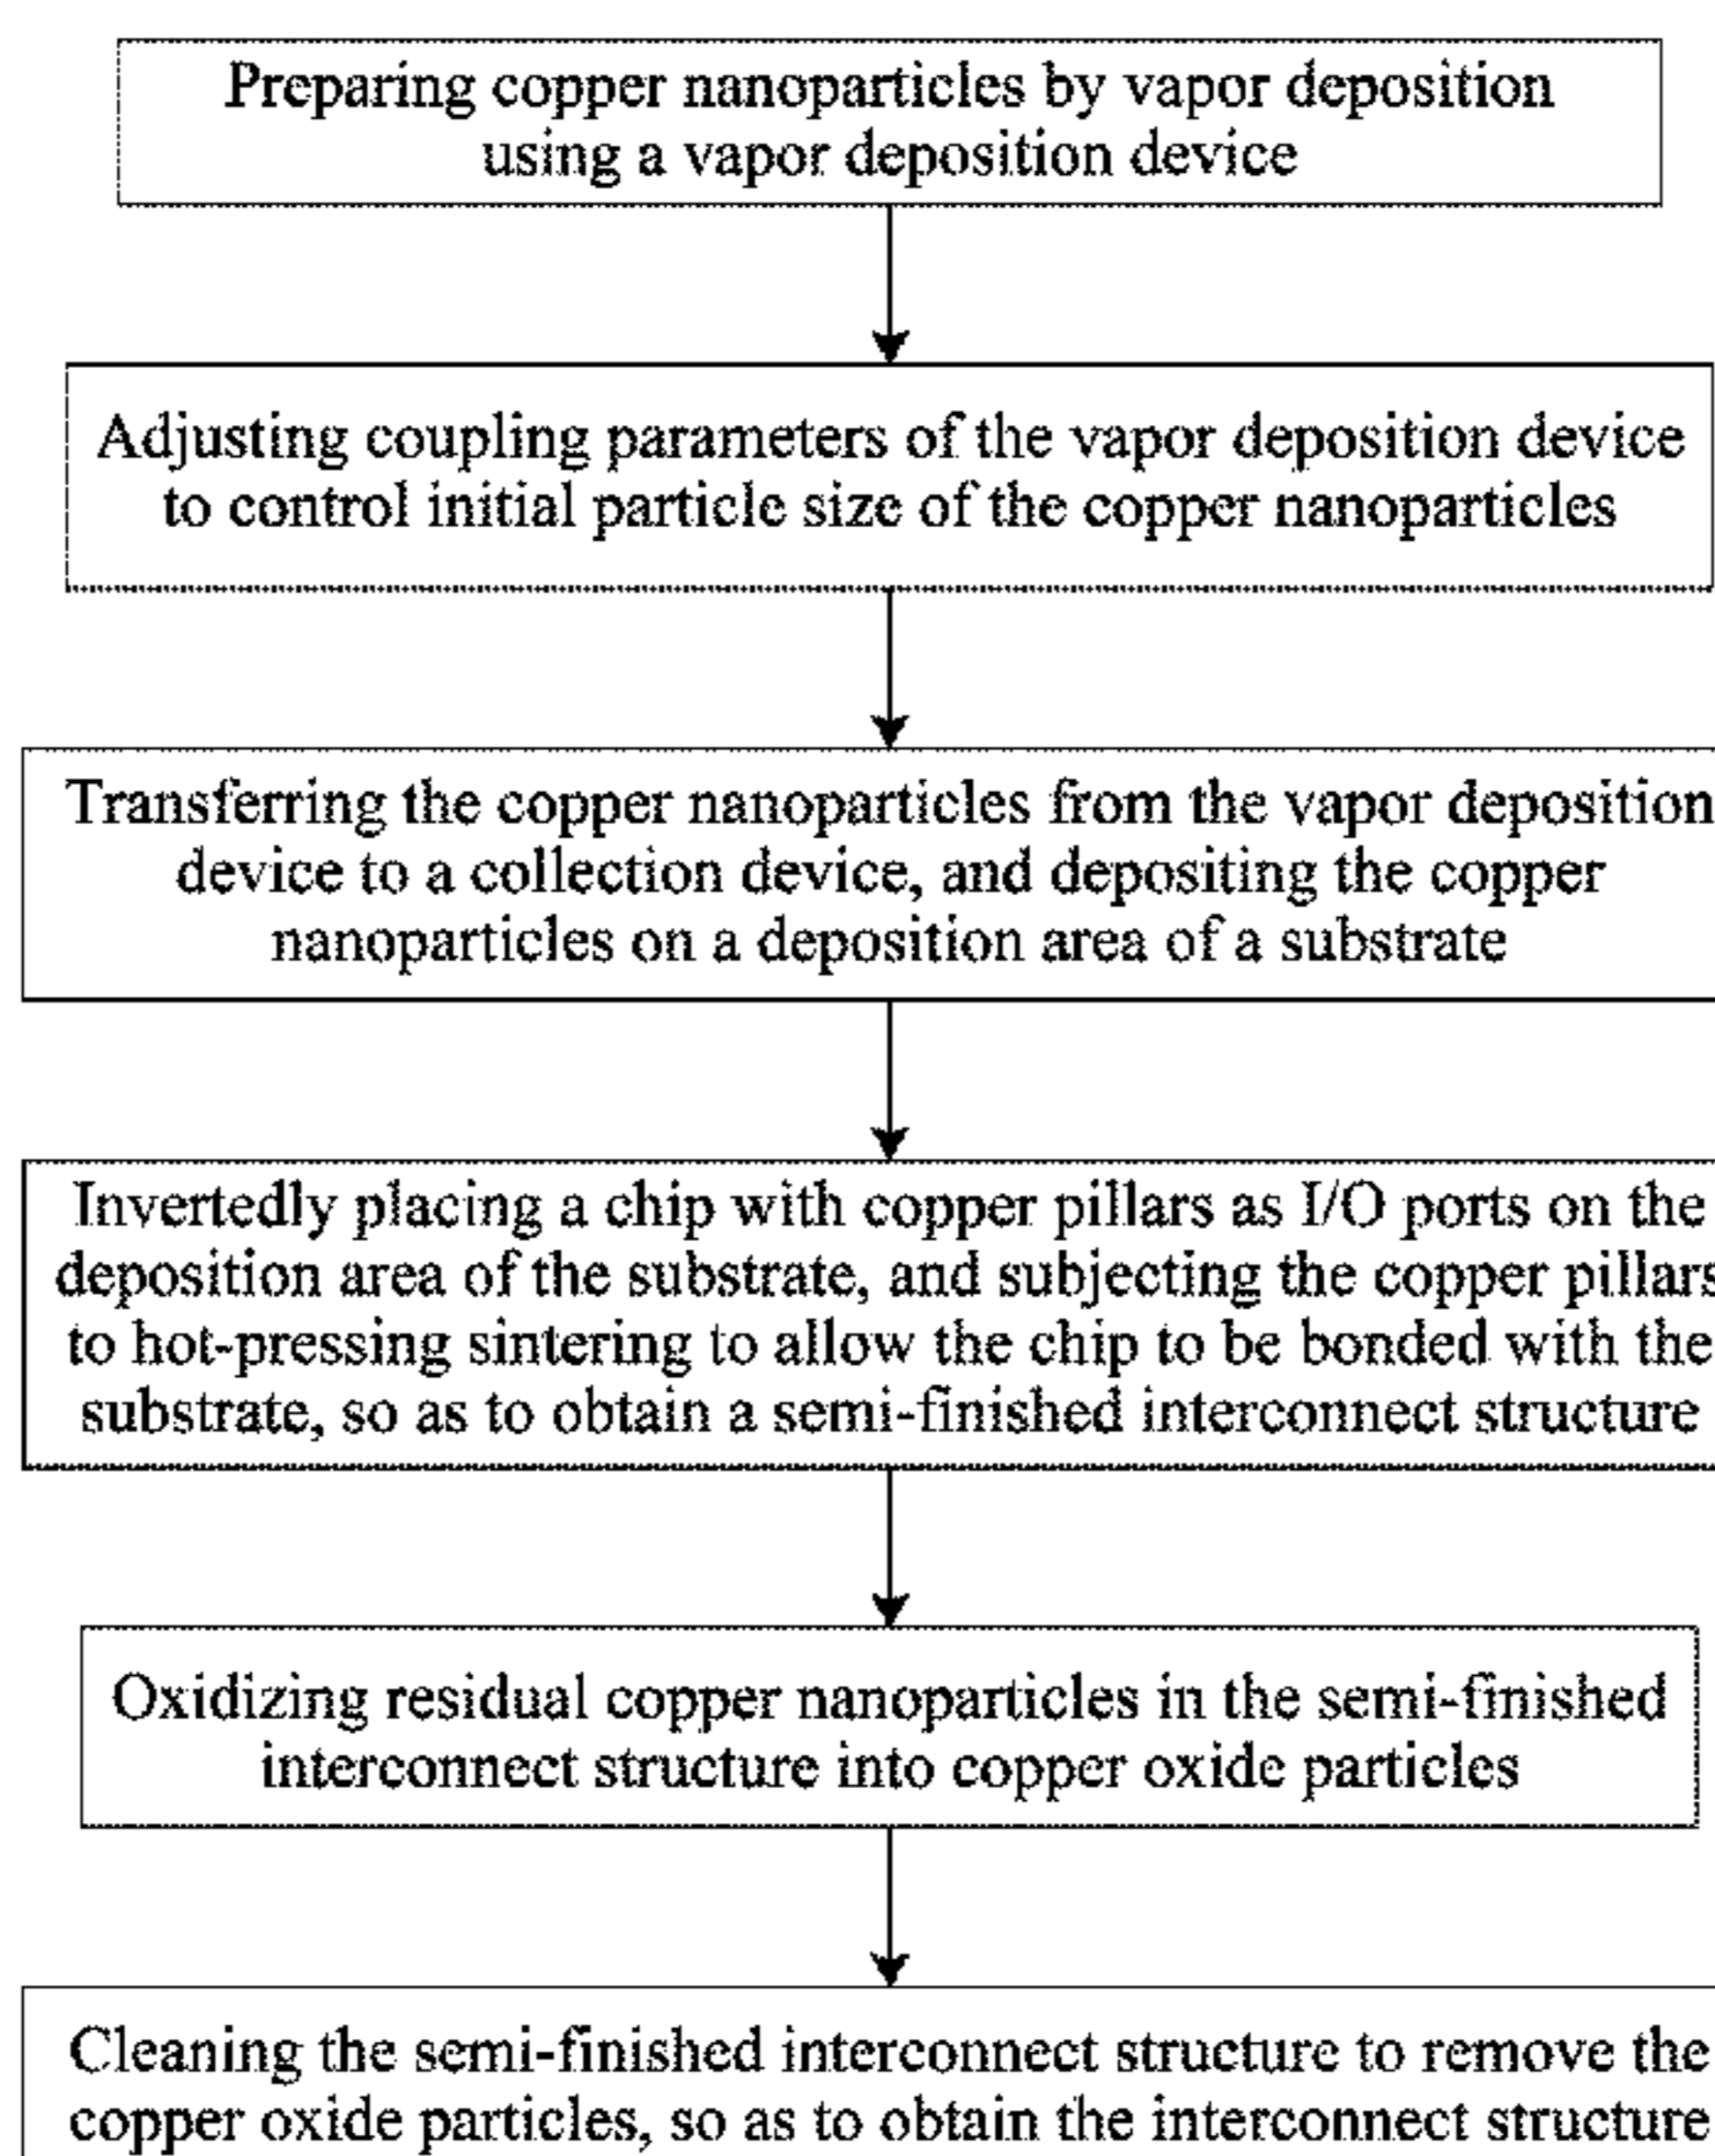 Preparing copper nanoparticles by vapor deposition
using a vapor deposition device
Adjusting coupling parameters of the vapor deposition device
to control initial particle size of the copper nanoparticles
Transferring the copper nanoparticles from the vapor deposition
device to a collection device, and depositing the copper
nanoparticles on a deposition area of a substrate
Invertedly placing a chip with copper pillars as I/O ports on the
deposition area of the substrate, and subjecting the copper pillars
to hot-pressing sintering to allow the chip to be bonded with the
substrate, so as to obtain a semi-finished interconnect structure
Oxidizing residual copper nanoparticles in the semi-finished
interconnect structure into copper oxide particles
Cleaning the semi-finished interconnect structure to remove the
copper oxide particles, so as to obtain the interconnect structure